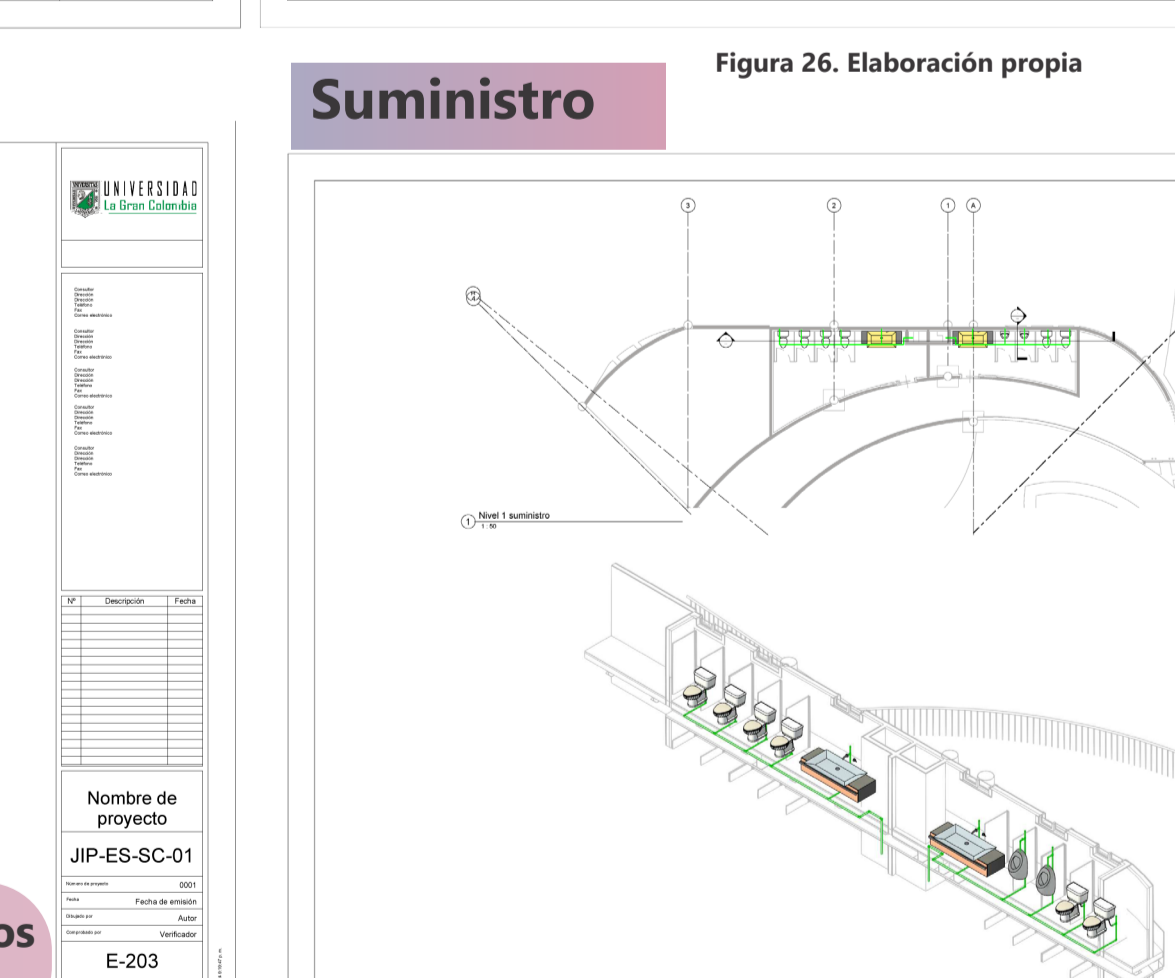 Figura 26. Elaboración propia
Suministro
UNIVERSIDAD
La Gran Colombia
Consultor
Dirección
Dirección
Teléfono
Fax
Correo electrónico
Consultor
Dirección
Dirección
Teléfono
Fax
Correo electrónico
Consultor
Dirección
Dirección
Teléfono
Fax
Correo electrónico
Consultor
Dirección
Dirección
Teléfono
Fax
Correo electrónico
Consultor
Dirección
Dirección
Teléfono
Fax
Correo electrónico
Nº Descripción Fecha
Nombre de
proyecto
JIP-ES-SC-01
Número de proyecto 0001
Fecha Fecha de emisión
Dibujado por Autor
Comprobado por Verificador
E-203
os
3
2
1
A
1
Nivel 1 suministro
1 : 50